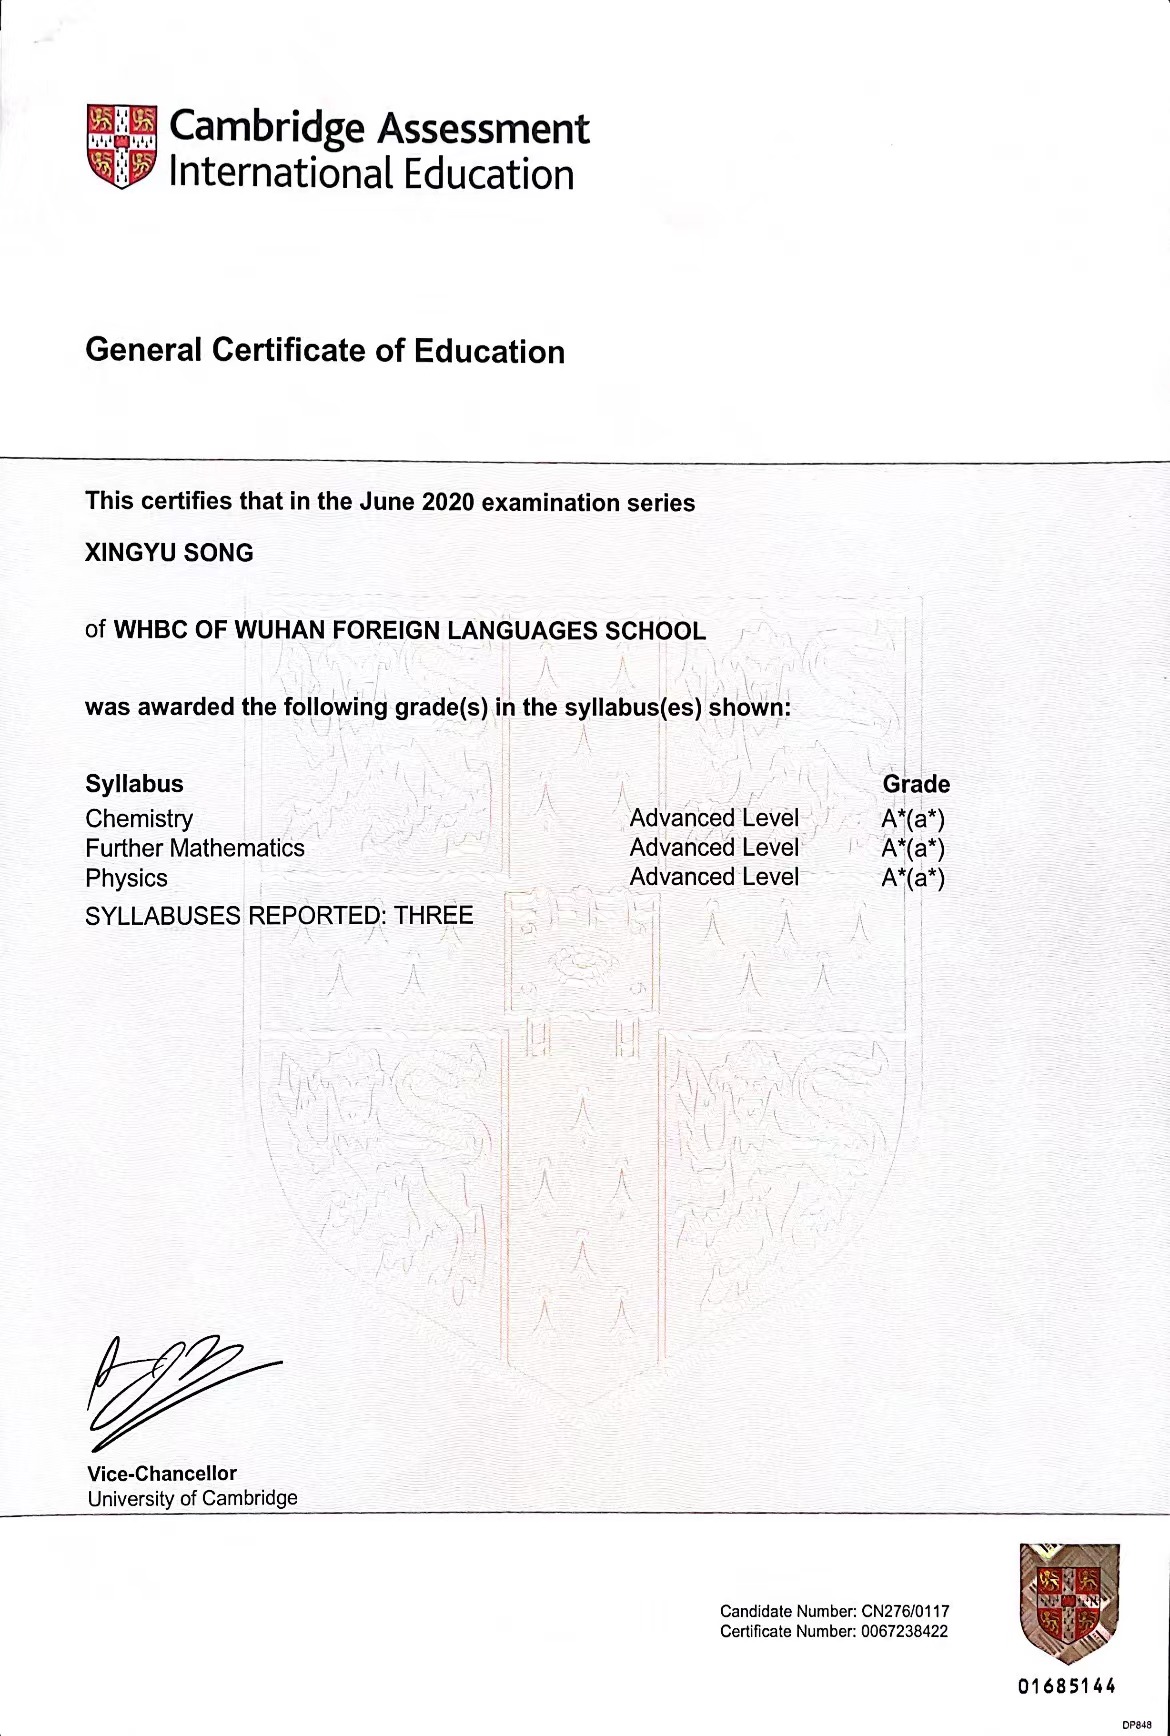 Cambridge Assessment
International Education
General Certificate of Education
This certifies that in the June 2020 examination series
XINGYU SONG
of WHBC OF WUHAN FOREIGN LANGUAGES SCHOOL
was awarded the following grade(s) in the syllabus(es) shown:
Syllabus Grade
Chemistry Advanced Level A*(a*)
Further Mathematics Advanced Level A*(a*)
Physics Advanced Level A*(a*)
SYLLABUSES REPORTED: THREE
Vice-Chancellor
University of Cambridge
Candidate Number: CN276/0117
Certificate Number: 0067238422
01685144
DP848